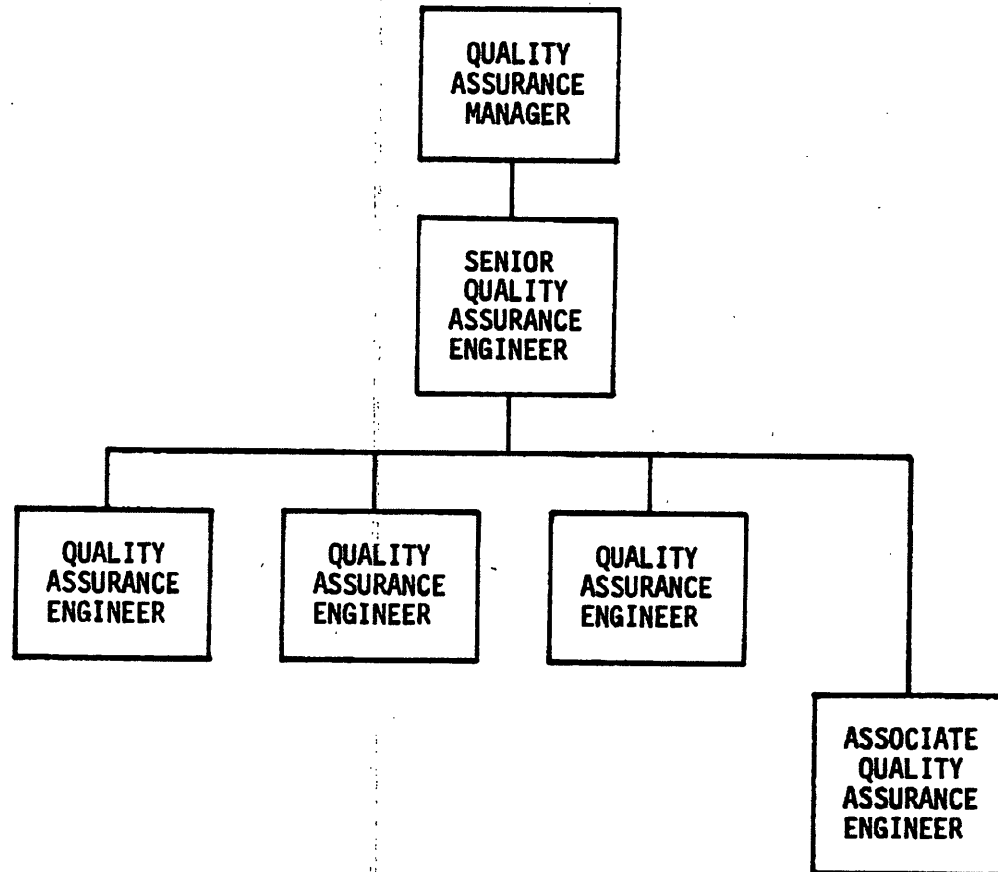 QUALITY
ASSURANCE
MANAGER
SENIOR
QUALITY
ASSURANCE
ENGINEER
QUALITY
ASSURANCE
ENGINEER
QUALITY
ASSURANCE
ENGINEER
QUALITY
ASSURANCE
ENGINEER
ASSOCIATE
QUALITY
ASSURANCE
ENGINEER